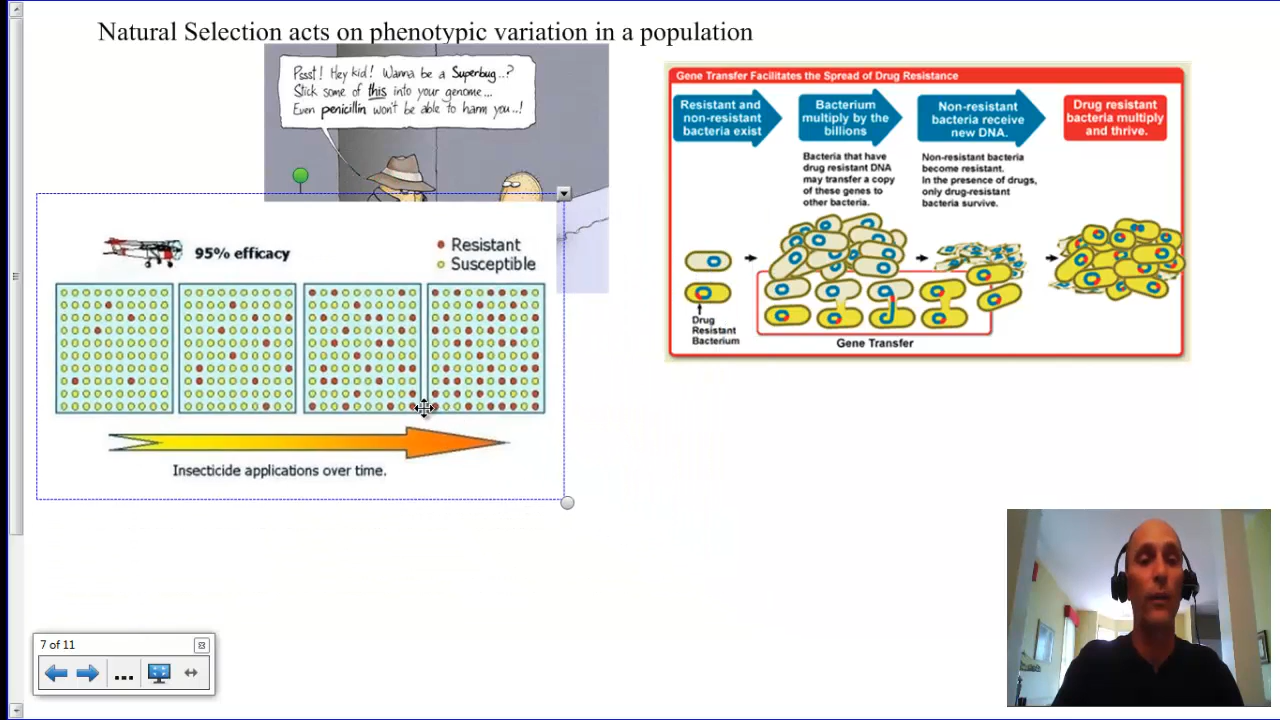 Natural Selection acts on phenotypic variation in a population
Pssst! Hey kid! Wanna be a Superbug..?
Stick some of this into your genome...
Even penicillin won't be able to harm you..!
95% efficacy
Resistant
Susceptible
Insecticide applications over time.
Gene Transfer Facilitates the Spread of Drug Resistance
Resistant and
non-resistant
bacteria exist
Bacterium
multiply by the
billions
Non-resistant
bacteria receive
new DNA.
Drug resistant
bacteria multiply
and thrive.
Bacteria that have
drug resistant DNA
may transfer a copy
of these genes to
other bacteria.
Non-resistant bacteria
become resistant.
In the presence of drugs,
only drug-resistant
bacteria survive.
Drug
Resistant
Bacterium
Gene Transfer
7 of 11
...